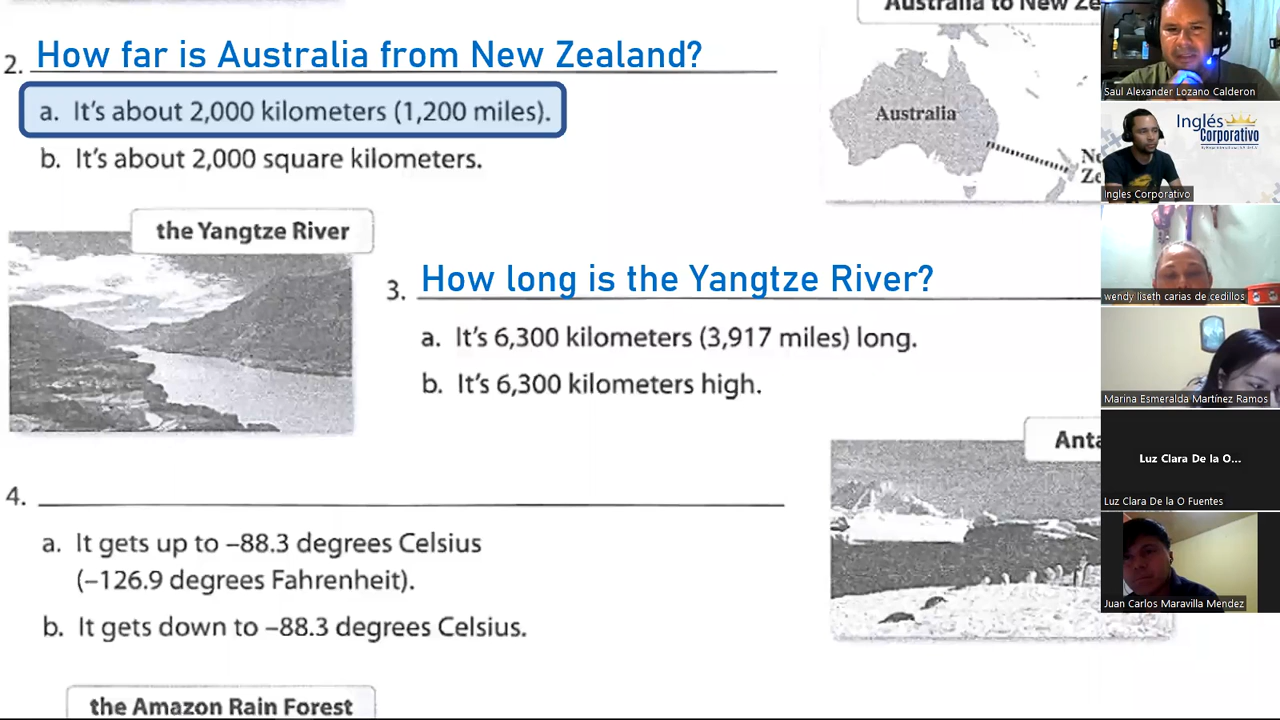 Australia to New Ze
2. How far is Australia from New Zealand?
a. It's about 2,000 kilometers (1,200 miles).
b. It's about 2,000 square kilometers.
Australia
Ne
Ze
the Yangtze River
3. How long is the Yangtze River?
a. It's 6,300 kilometers (3,917 miles) long.
b. It's 6,300 kilometers high.
Anta
4.
a. It gets up to –88.3 degrees Celsius
(–126.9 degrees Fahrenheit).
b. It gets down to –88.3 degrees Celsius.
the Amazon Rain Forest
Saul Alexander Lozano Calderon
Inglés
Corporativo
Ingles Corporativo
wendy liseth carias de cedillos
Marina Esmeralda Martínez Ramos
Luz Clara De la O...
Luz Clara De la O Fuentes
Juan Carlos Maravilla Mendez